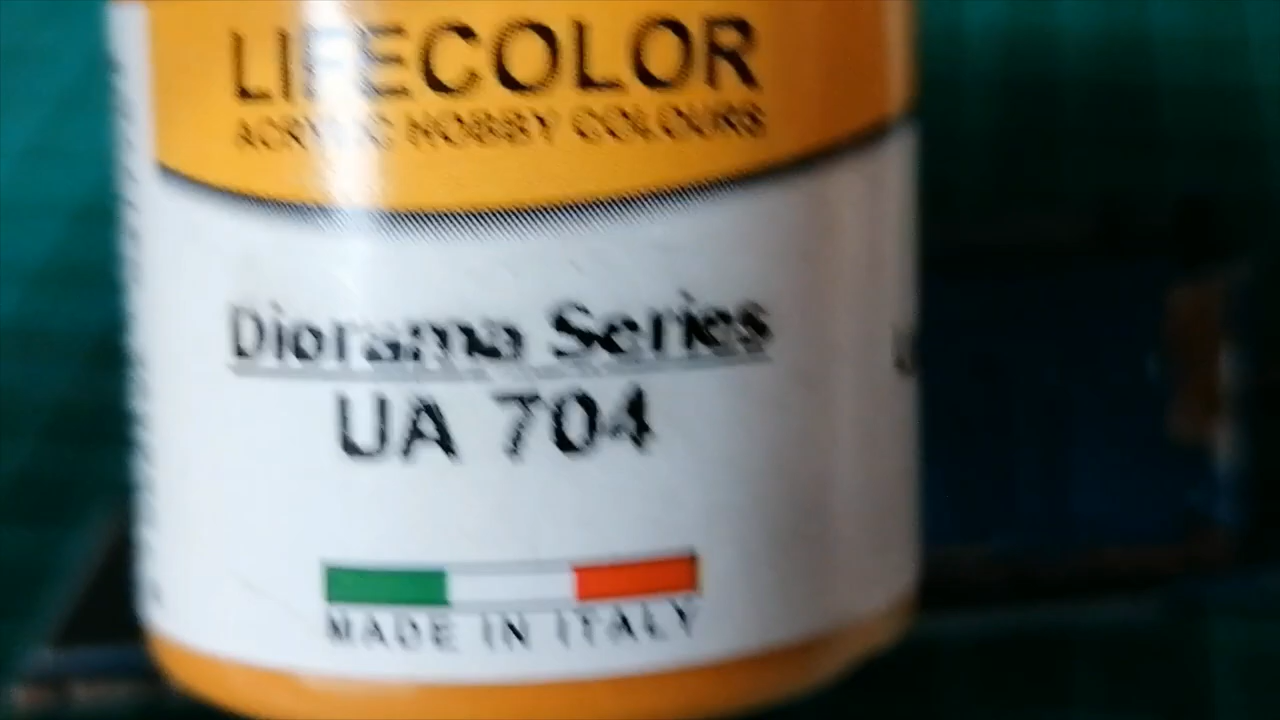 LIFECOLOR
ACRYLIC HOBBY COLOURS
Diorama Series
UA 704
MADE IN ITALY